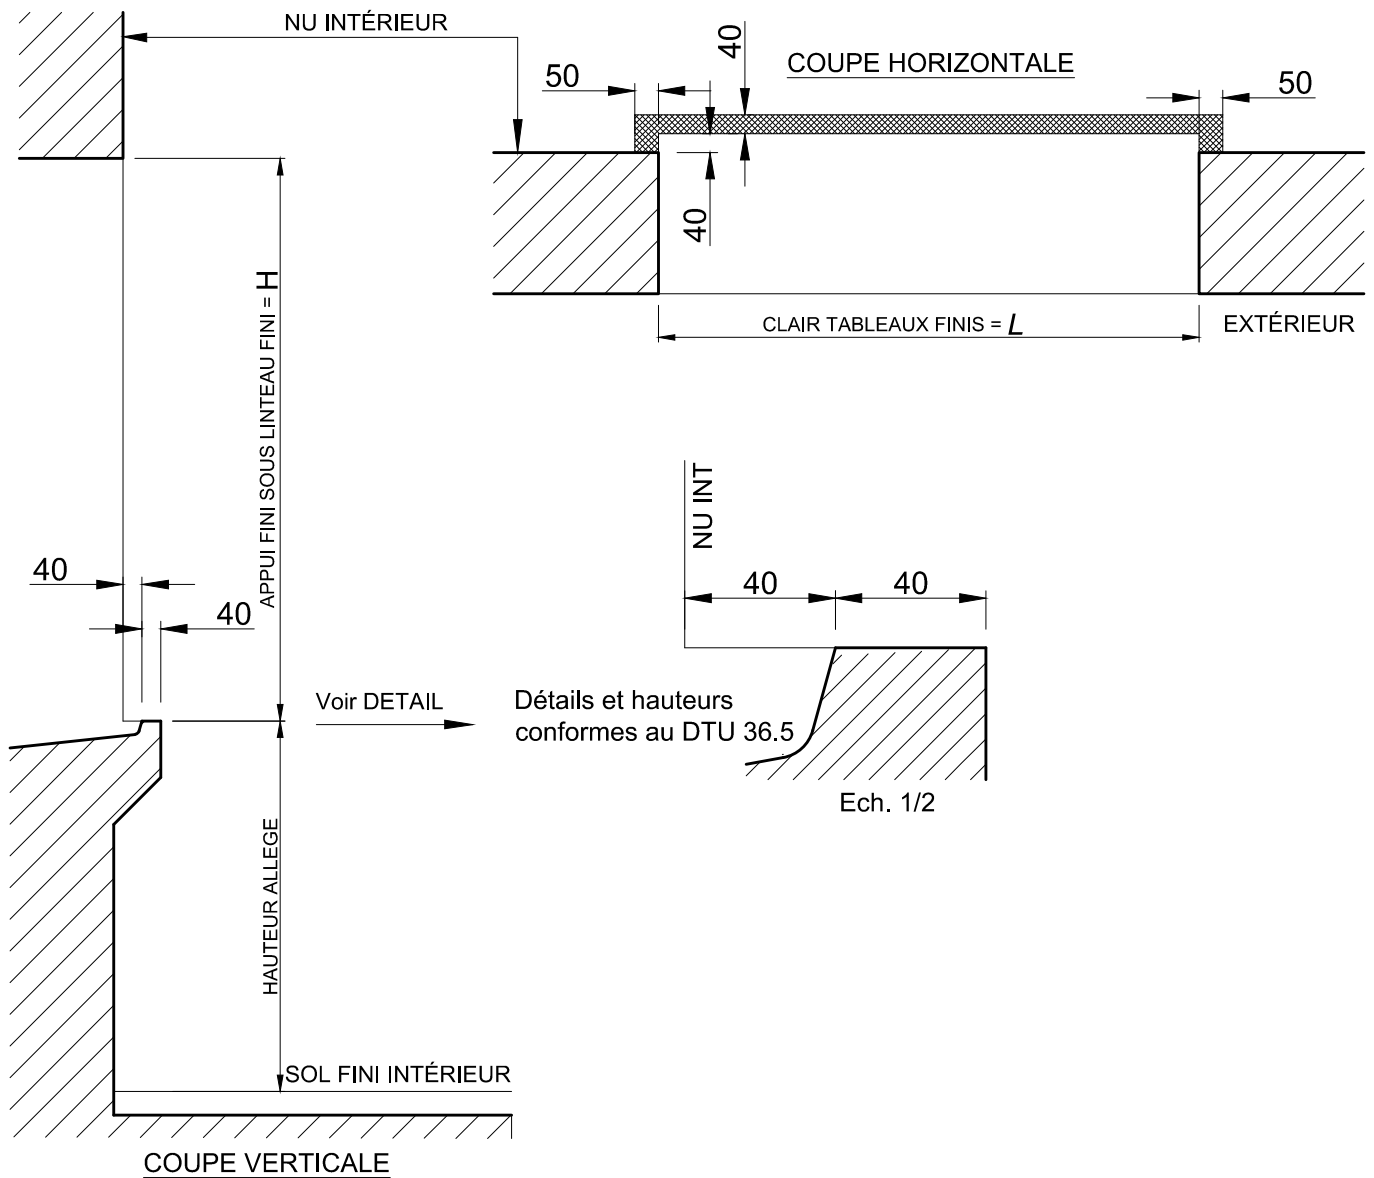 NU INTÉRIEUR
40
COUPE HORIZONTALE
50
50
40
CLAIR TABLEAUX FINIS = L
EXTÉRIEUR
APPUI FINI SOUS LINTEAU FINI = H
NU INT
40
40
40
40
Voir DETAIL
Détails et hauteurs
conformes au DTU 36.5
Ech. 1/2
HAUTEUR ALLEGE
SOL FINI INTÉRIEUR
COUPE VERTICALE